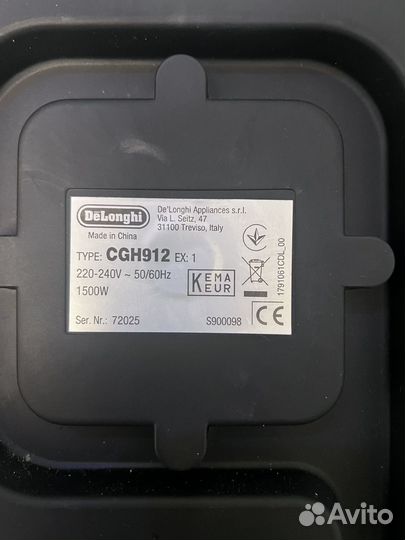 DeLonghi
Made in China
De'Longhi Appliances s.r.l.
Via L. Seitz, 47
31100 Treviso, Italy
TYPE: CGH912 EX: 1
220-240V ~ 50/60Hz
1500W
KEMA
KEUR
Ser. Nr.: 72025
S900098
CE
1791061CDL_00
Avito